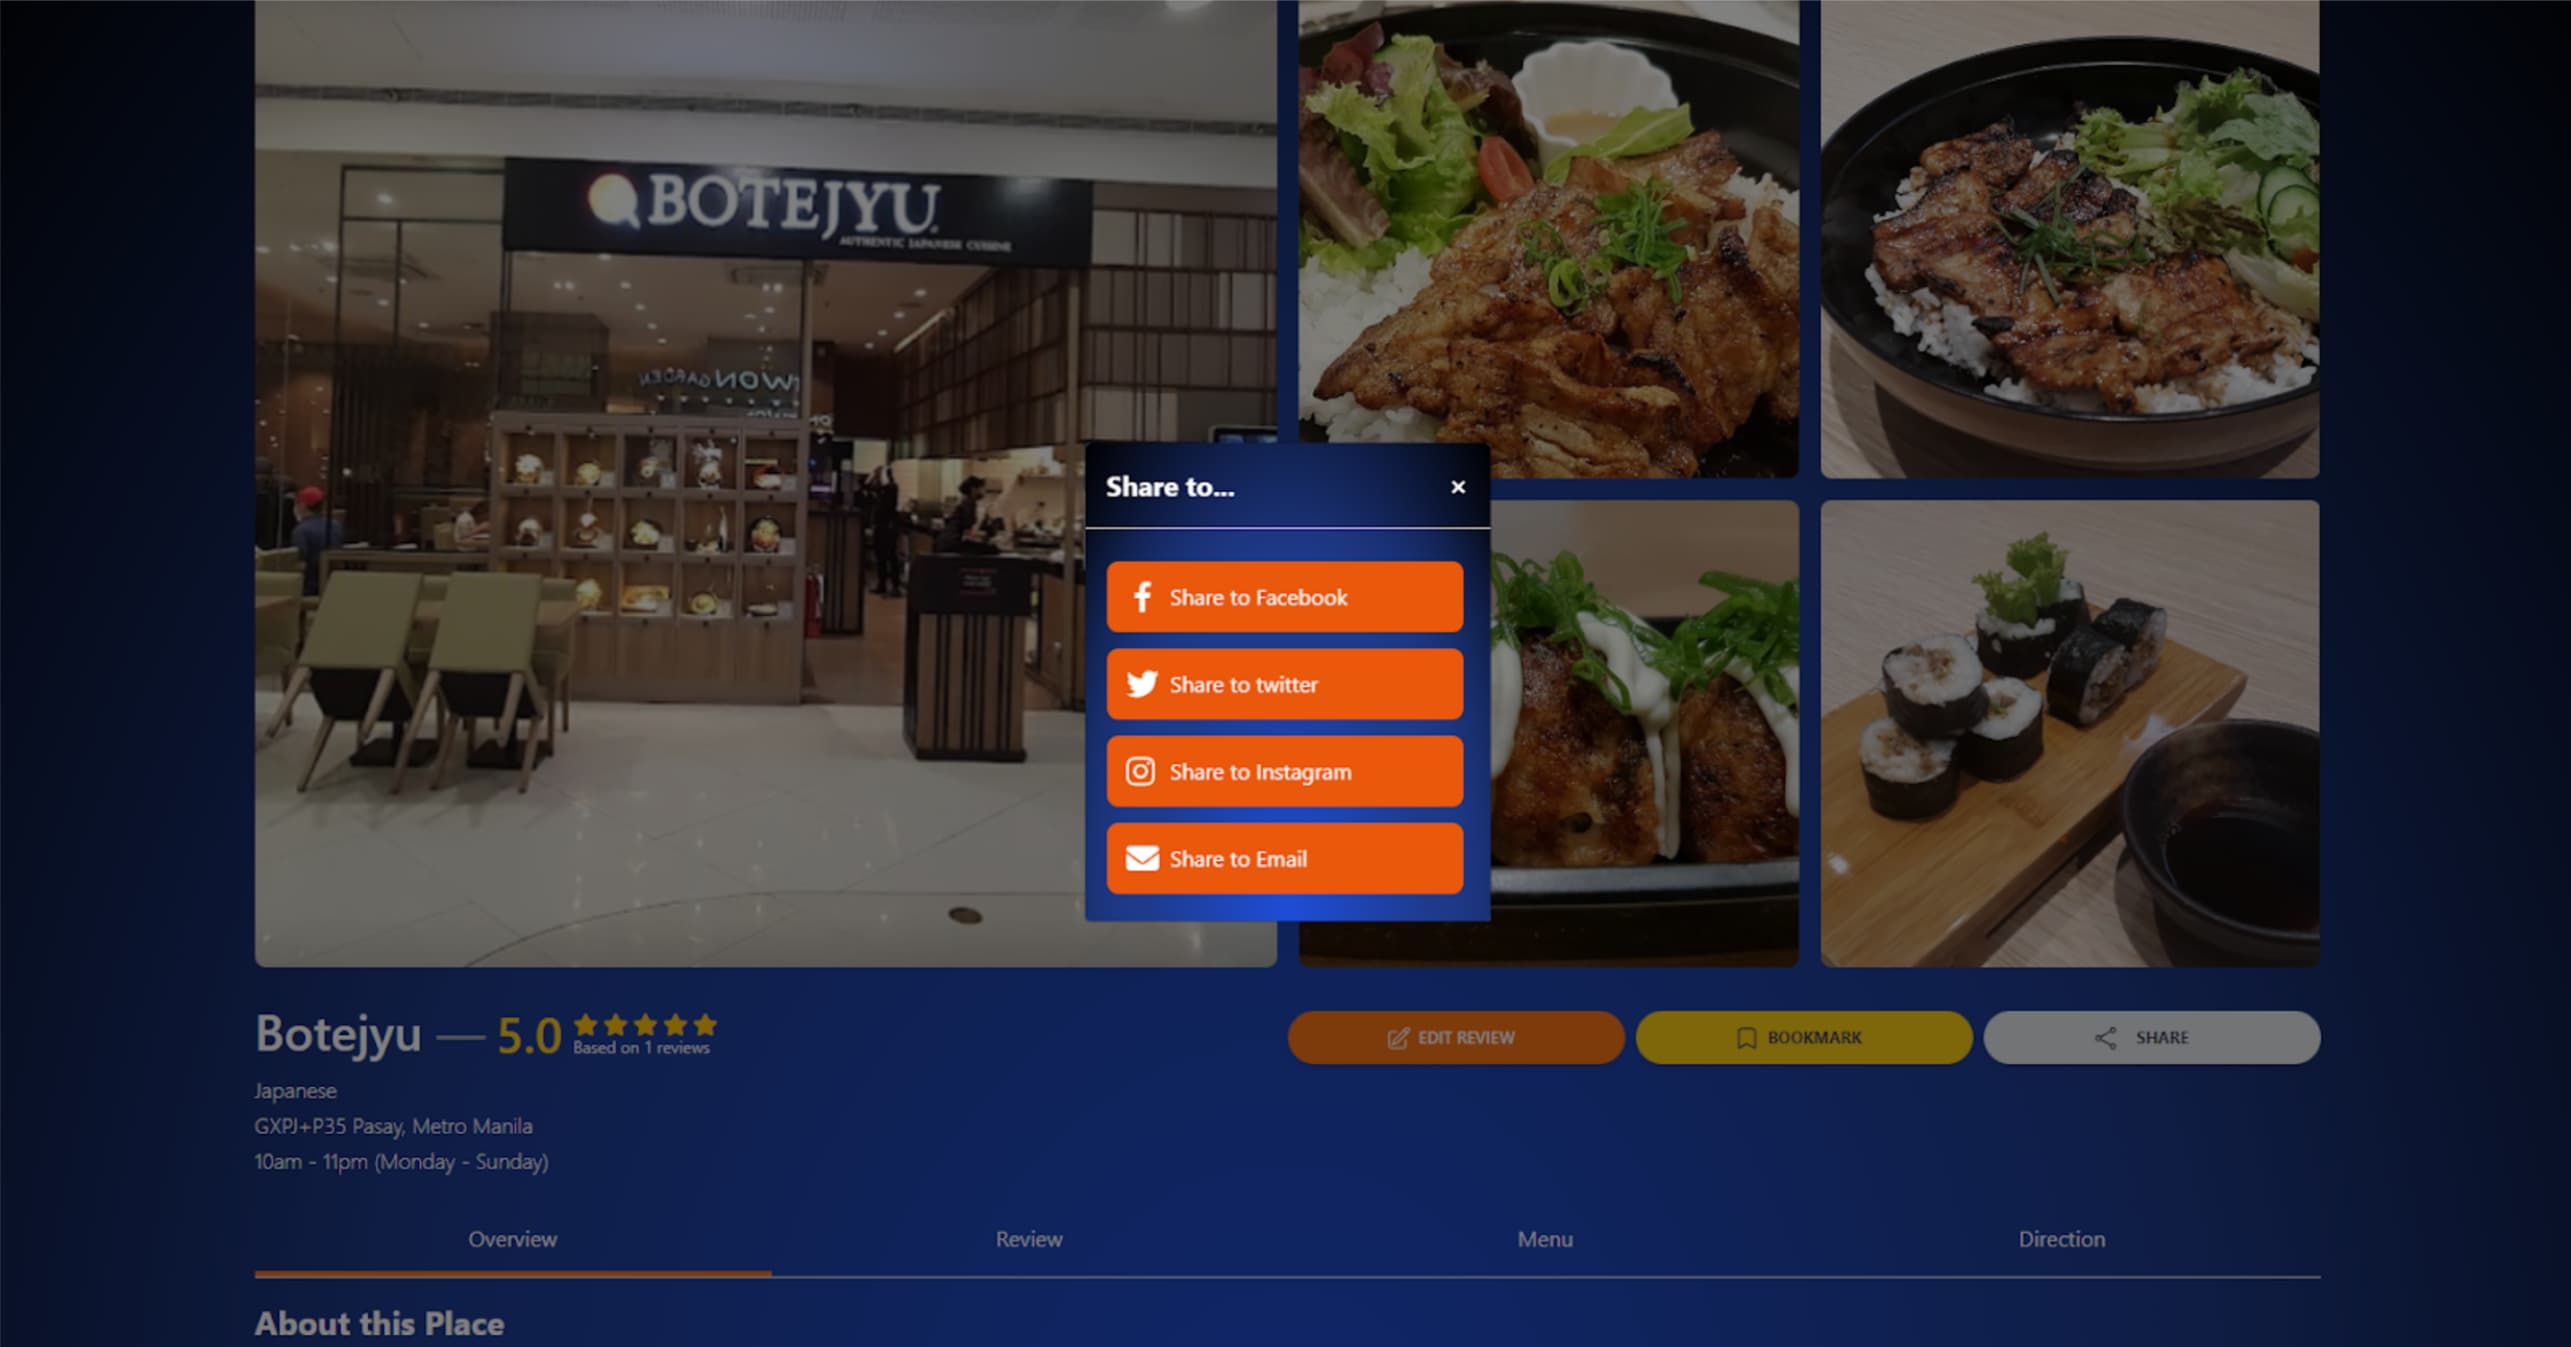 BOTEJYU
AUTHENTIC JAPANESE CUISINE
WON GARDEN
Share to...
×
Share to Facebook
Share to twitter
Share to Instagram
Share to Email
Botejyu — 5.0
Based on 1 reviews
EDIT REVIEW
BOOKMARK
SHARE
Japanese
GXPJ+P35 Pasay, Metro Manila
10am - 11pm (Monday - Sunday)
Overview
Review
Menu
Direction
About this Place